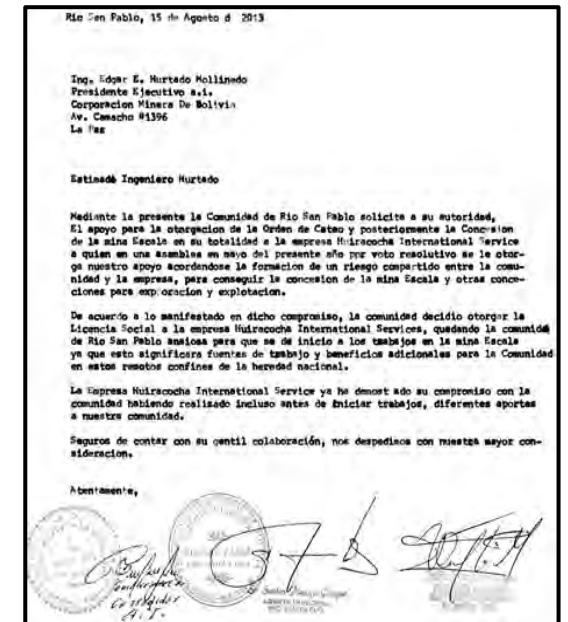 Rio San Pablo, 15 de Agosto d 2013
Ing. Edgar E. Hurtado Mollinedo
Presidente Ejecutivo a.i.
Corporacion Minera De Bolivia
Av. Camacho #1396
La Paz
Estimado Ingeniero Hurtado
Mediante la presente la Comunidad de Rio San Pablo solicita a su autoridad,
El apoyo para la otorgacion de la Orden de Cateo y posteriormente la Concesion
de la mina Escala en su totalidad a la empresa Huiracocha International Service
a quien en una asamblea en mayo del presente año por voto resolutivo se le otor-
ga nuestro apoyo acordandose la formacion de un riesgo compartido entre la comu-
nidad y la empresa, para conseguir la concesion de la mina Escala y otras conce-
ciones para exploracion y explotacion.
De acuerdo a lo manifestado en dicho compromiso, la comunidad decidio otorgar la
Licencia Social a la empresa Huiracocha International Services, quedando la comunidad
de Rio San Pablo ansiosa para que se de inicio a los trabajos en la mina Escala
ya que esto significara fuentes de trabajo y beneficios adicionales para la Comunidad
en estos remotos confines de la heredad nacional.
La Empresa Huiracocha International Service ya ha demostrado su compromiso con la
comunidad habiendo realizado incluso antes de iniciar trabajos, diferentes aportes
a nuestra comunidad.
Seguros de contar con su gentil colaboración, nos despedimos con nuestra mayor con-
sideracion.
Atentamente,
Corregidor